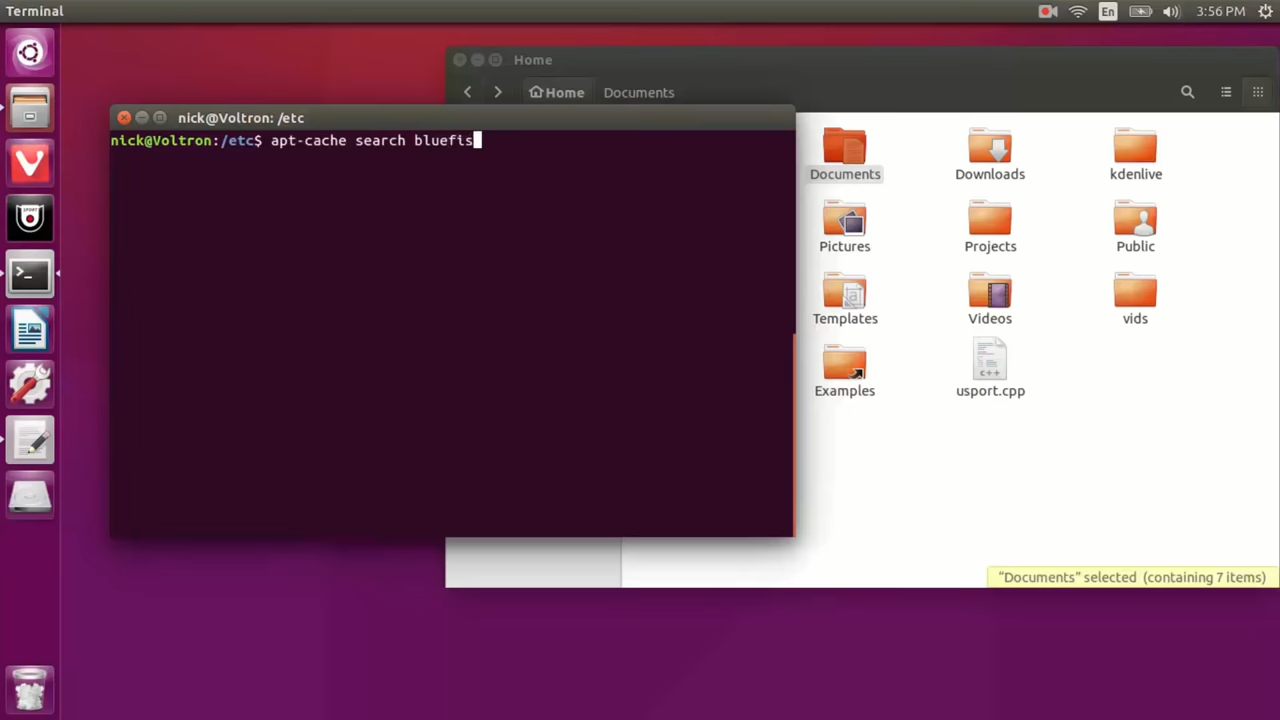 Terminal
En
3:56 PM
Home
Home
Documents
nick@Voltron: /etc
nick@Voltron:/etc$ apt-cache search bluefis
Documents
Downloads
kdenlive
Pictures
Projects
Public
Templates
Videos
vids
Examples
C++
usport.cpp
SPORT
>_
"Documents" selected (containing 7 items)